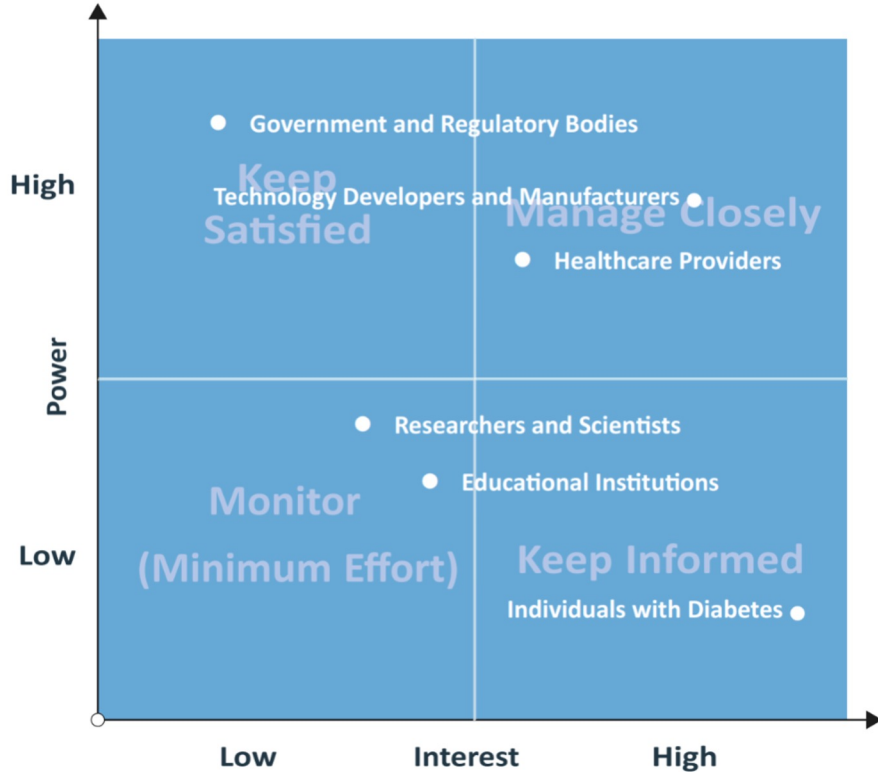 Government and Regulatory Bodies
High
Keep
Technology Developers and Manufacturers
Satisfied
Manage Closely
Healthcare Providers
Power
Researchers and Scientists
Educational Institutions
Monitor
Low
(Minimum Effort)
Keep Informed
Individuals with Diabetes
Low
Interest
High